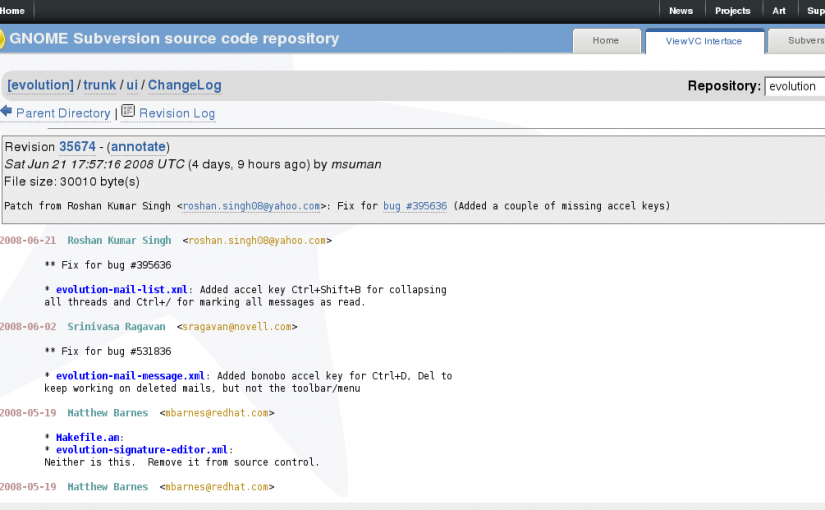 Home News Projects Art Sup
GNOME Subversion source code repository Home ViewVC Interface Subvers
[evolution] / trunk / ui / ChangeLog Repository: evolution
Parent Directory | Revision Log
Revision 35674 - (annotate)
Sat Jun 21 17:57:16 2008 UTC (4 days, 9 hours ago) by msuman
File size: 30010 byte(s)
Patch from Roshan Kumar Singh <roshan.singh08@yahoo.com>: Fix for bug #395636 (Added a couple of missing accel keys)
2008-06-21 Roshan Kumar Singh <roshan.singh08@yahoo.com>
** Fix for bug #395636
* evolution-mail-list.xml: Added accel key Ctrl+Shift+B for collapsing
all threads and Ctrl+/ for marking all messages as read.
2008-06-02 Srinivasa Ragavan <sragavan@novell.com>
** Fix for bug #531836
* evolution-mail-message.xml: Added bonobo accel key for Ctrl+D, Del to
keep working on deleted mails, but not the toolbar/menu
2008-05-19 Matthew Barnes <mbarnes@redhat.com>
* Makefile.am:
* evolution-signature-editor.xml:
Neither is this. Remove it from source control.
2008-05-19 Matthew Barnes <mbarnes@redhat.com>